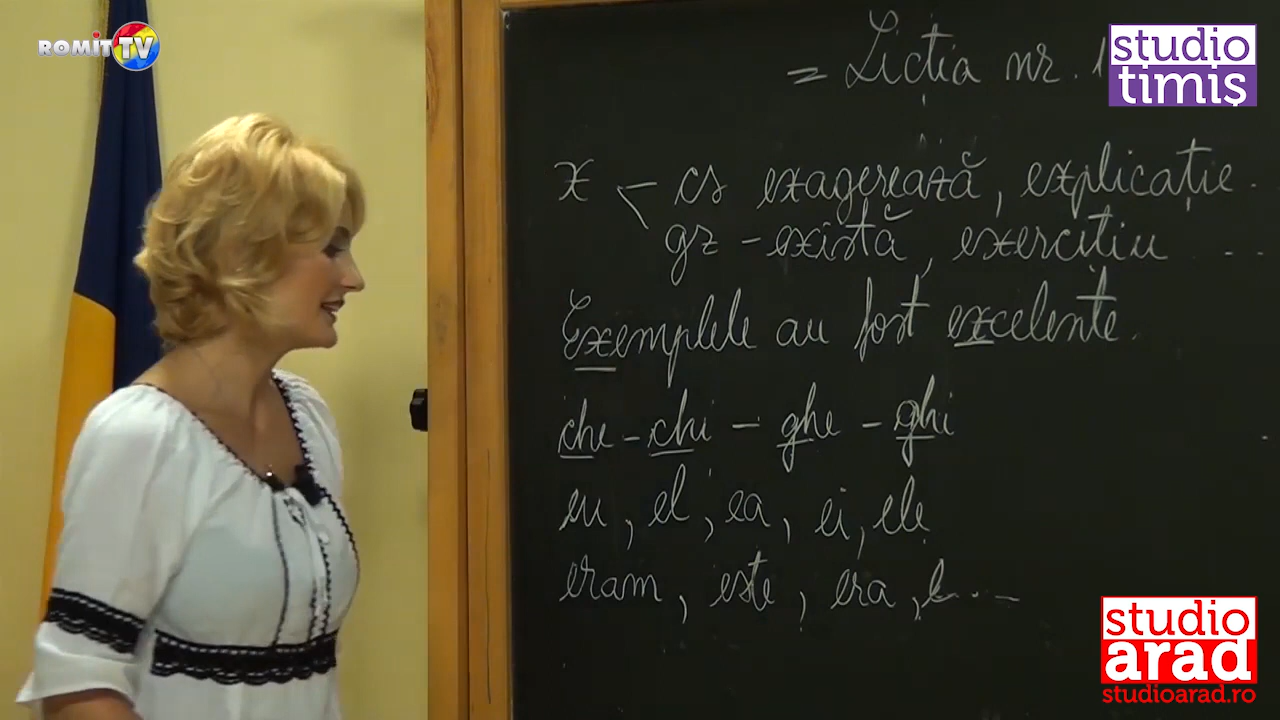 ROMIT TV
studio
timiș
= Licția nr. 1
X - cs exagerează, explicație.
gz - există, exercițiu ...
Exemplele au fost excelente.
che - chi - ghe - ghi
eu, el, ea, ei, ele
eram, este, era, e...
studio
arad
studioarad.ro